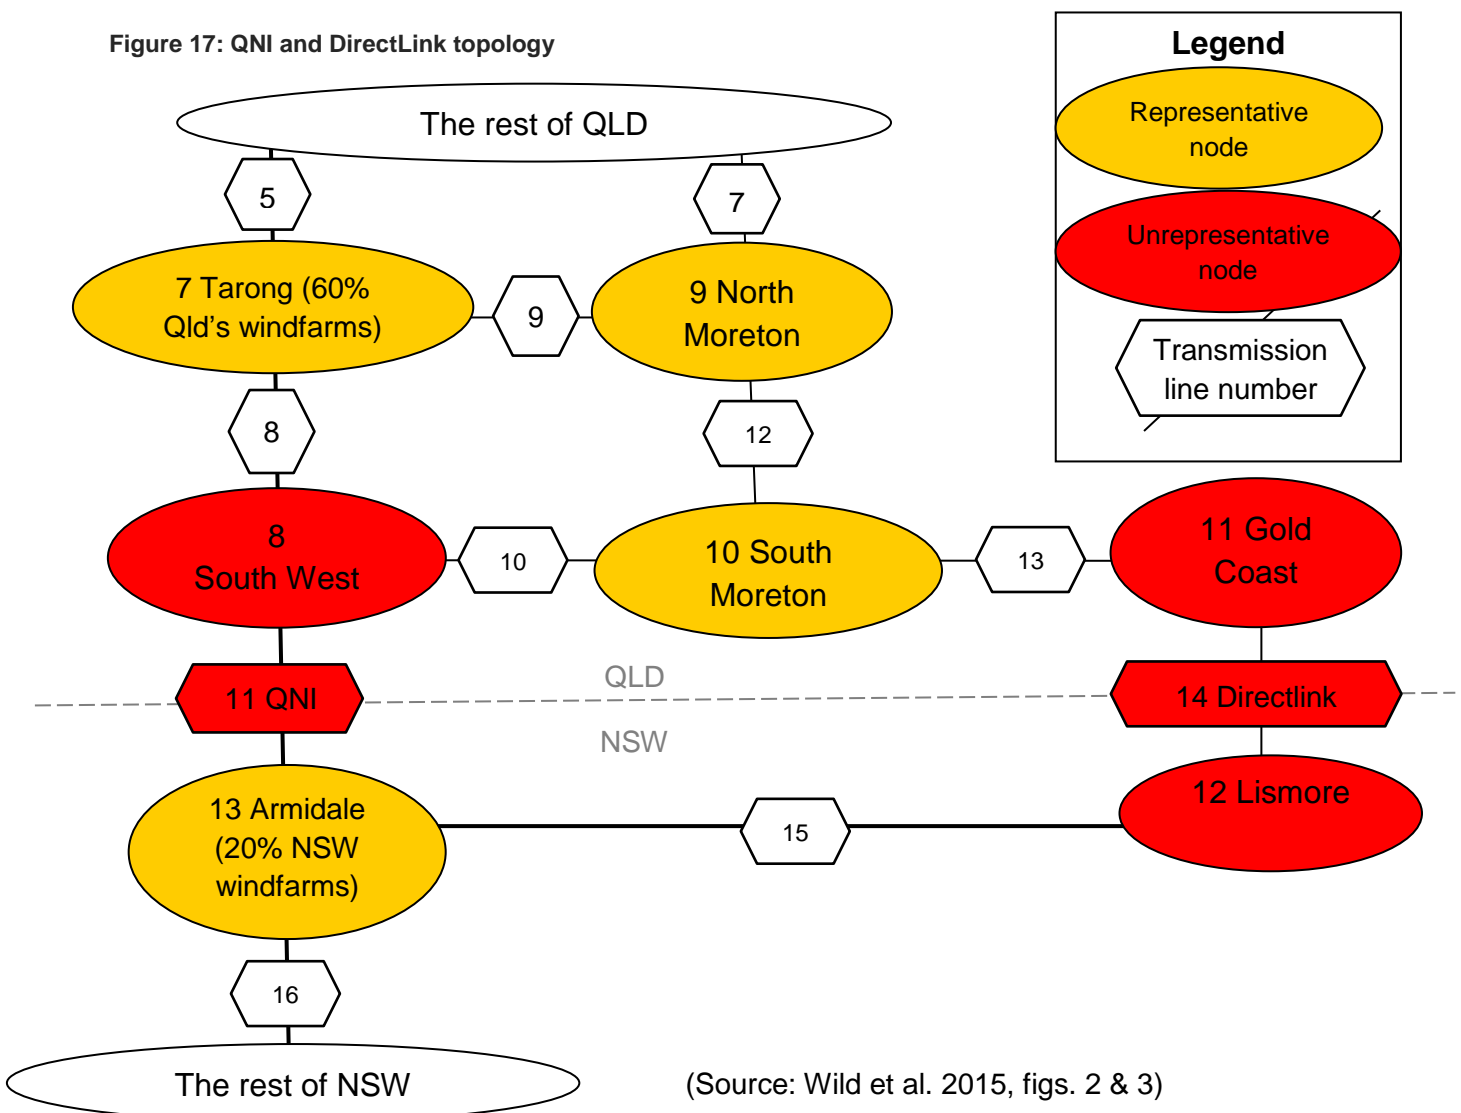 Figure 17: QNI and DirectLink topology
Legend
Representative
node
Unrepresentative
node
Transmission
line number
The rest of QLD
5
7
7 Tarong (60%
Qld's windfarms)
9
9 North
Moreton
8
12
8
South West
10
10 South
Moreton
13
11 Gold
Coast
QLD
11 QNI
14 Directlink
NSW
13 Armidale
(20% NSW
windfarms)
15
12 Lismore
16
The rest of NSW
(Source: Wild et al. 2015, figs. 2 & 3)